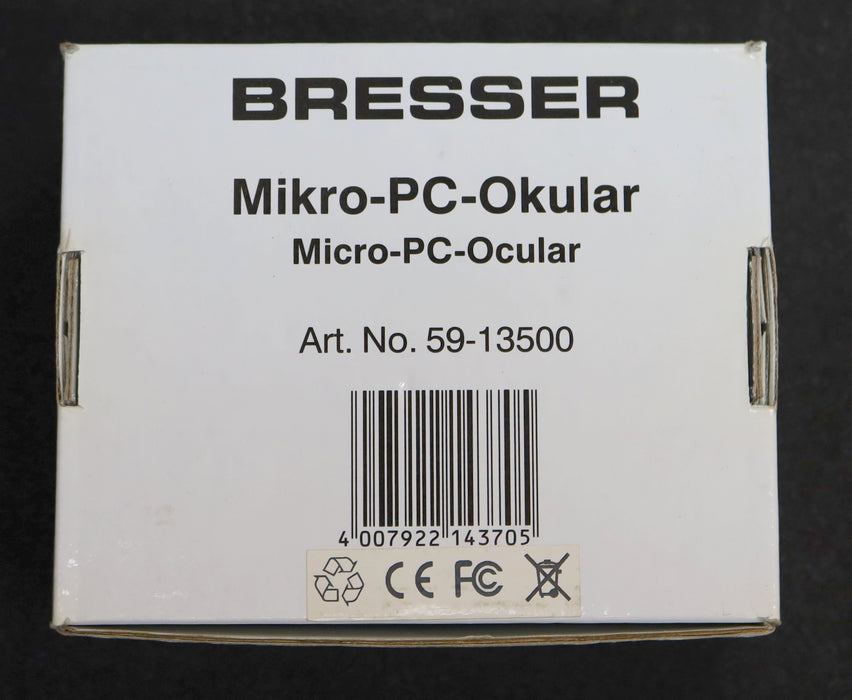 BRESSER
Mikro-PC-Okular
Micro-PC-Ocular
Art. No. 59-13500
4 007922 143705
CE FC